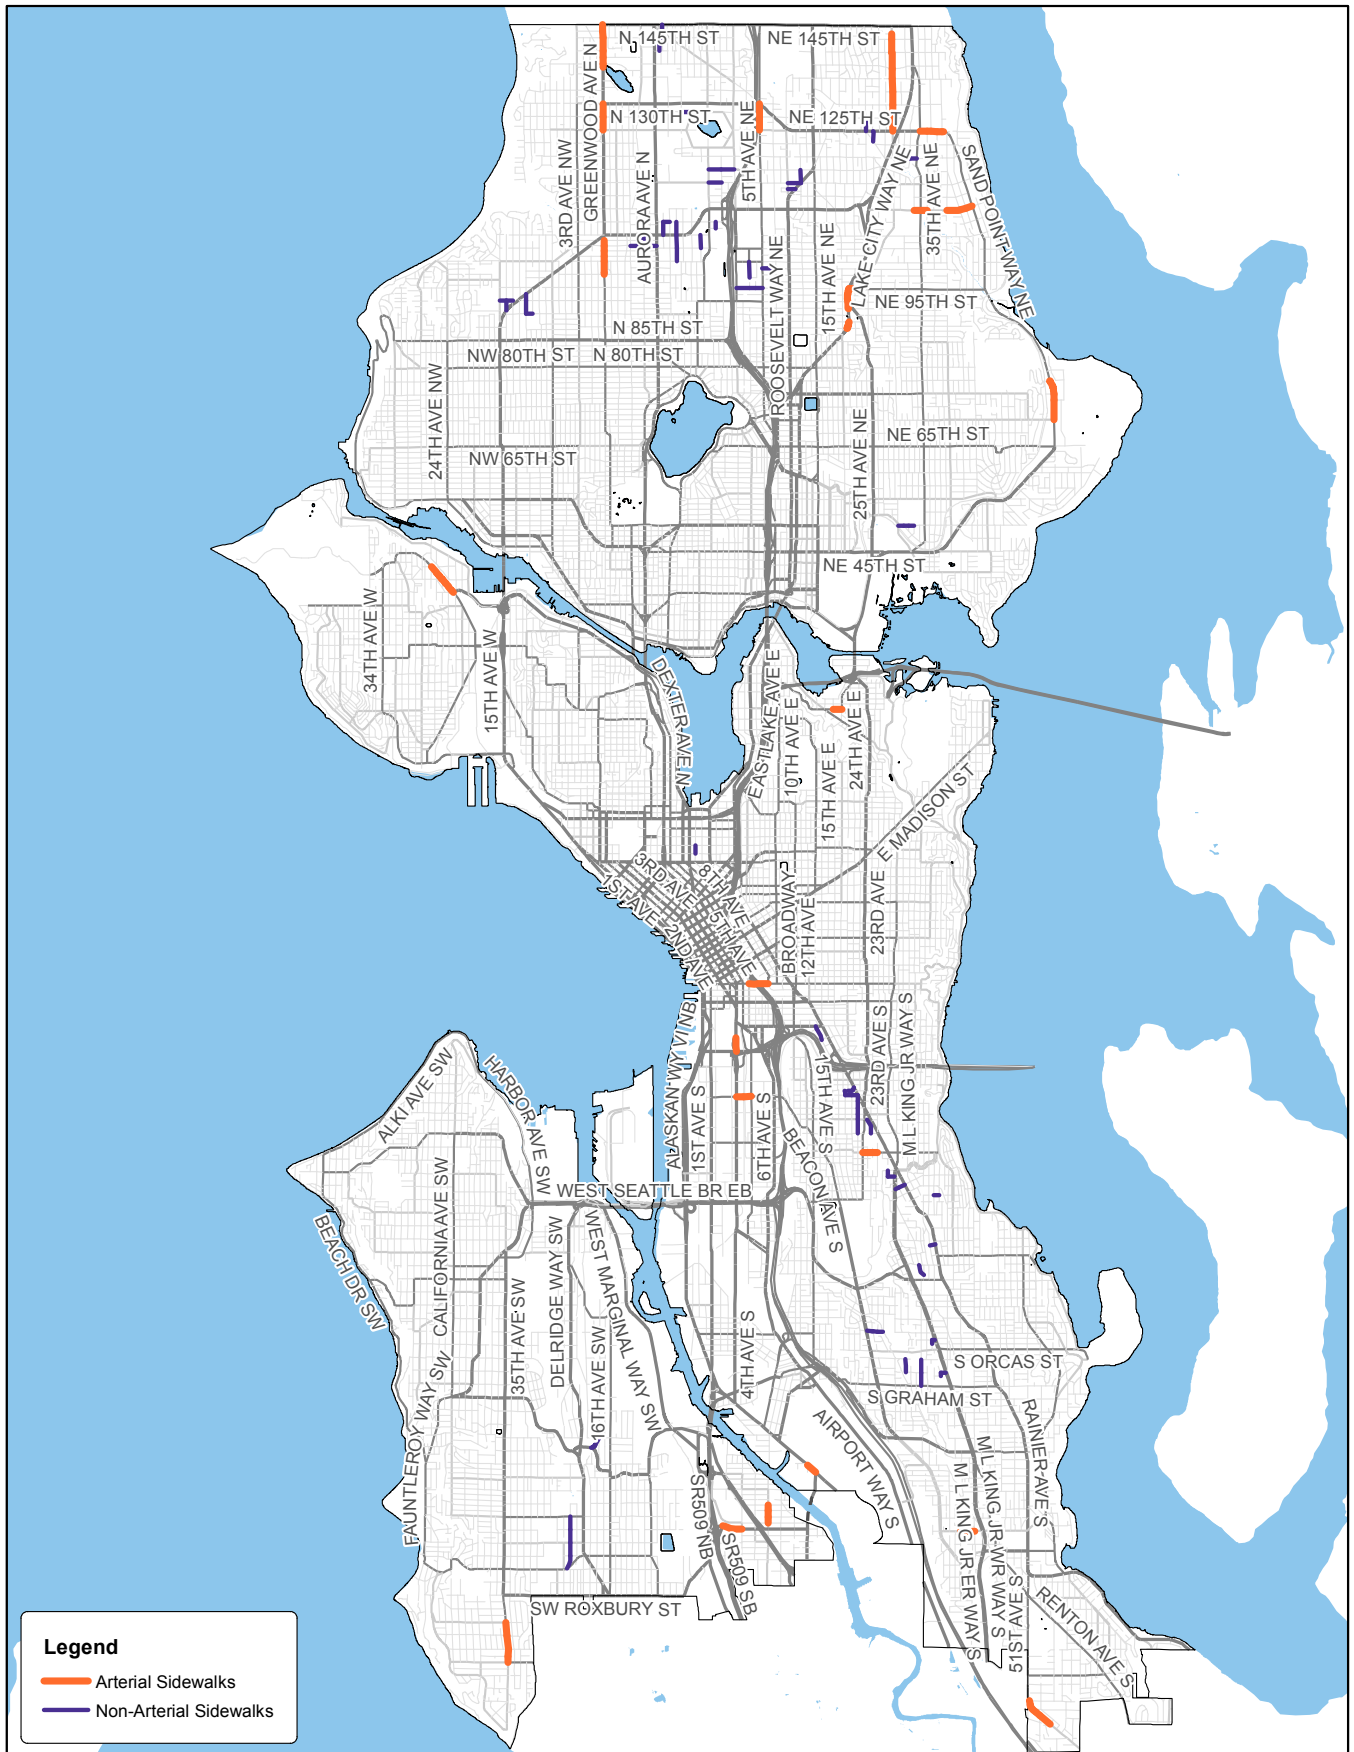 N 145TH ST
NE 145TH ST
GREENWOOD AVE N
N 130TH ST
5TH AVE NE
NE 125TH ST
3RD AVE NW
AURORA AVE N
LAKE CITY WAY NE
35TH AVE NE
SAND POINT WAY NE
ROOSEVELT WAY NE
15TH AVE NE
NE 95TH ST
N 85TH ST
NW 80TH ST
N 80TH ST
24TH AVE NW
NW 65TH ST
25TH AVE NE
NE 65TH ST
NE 45TH ST
34TH AVE W
15TH AVE W
DEXTER AVE N
EASTLAKE AVE E
10TH AVE E
15TH AVE E
24TH AVE E
E MADISON ST
3RD AVE
8TH AVE
1ST AVE
5TH AVE
2ND AVE
BROADWAY
12TH AVE
23RD AVE
ALASKAN WY VI NB
1ST AVE S
6TH AVE S
15TH AVE S
23RD AVE S
M L KING JR WAY S
BEACON AVE S
ALKI AVE SW
HARBOR AVE SW
WEST SEATTLE BR EB
BEACH DR SW
CALIFORNIA AVE SW
35TH AVE SW
DELRIDGE WAY SW
16TH AVE SW
WEST MARGINAL WAY SW
4TH AVE S
S ORCAS ST
S GRAHAM ST
FAUNTLEROY WAY SW
AIRPORT WAY S
RAINIER AVE S
M L KING JR WR WAY S
M L KING JR ER WAY S
SR509 NB
SR509 SB
SW ROXBURY ST
51ST AVE S
RENTON AVE S
Legend
Arterial Sidewalks
Non-Arterial Sidewalks